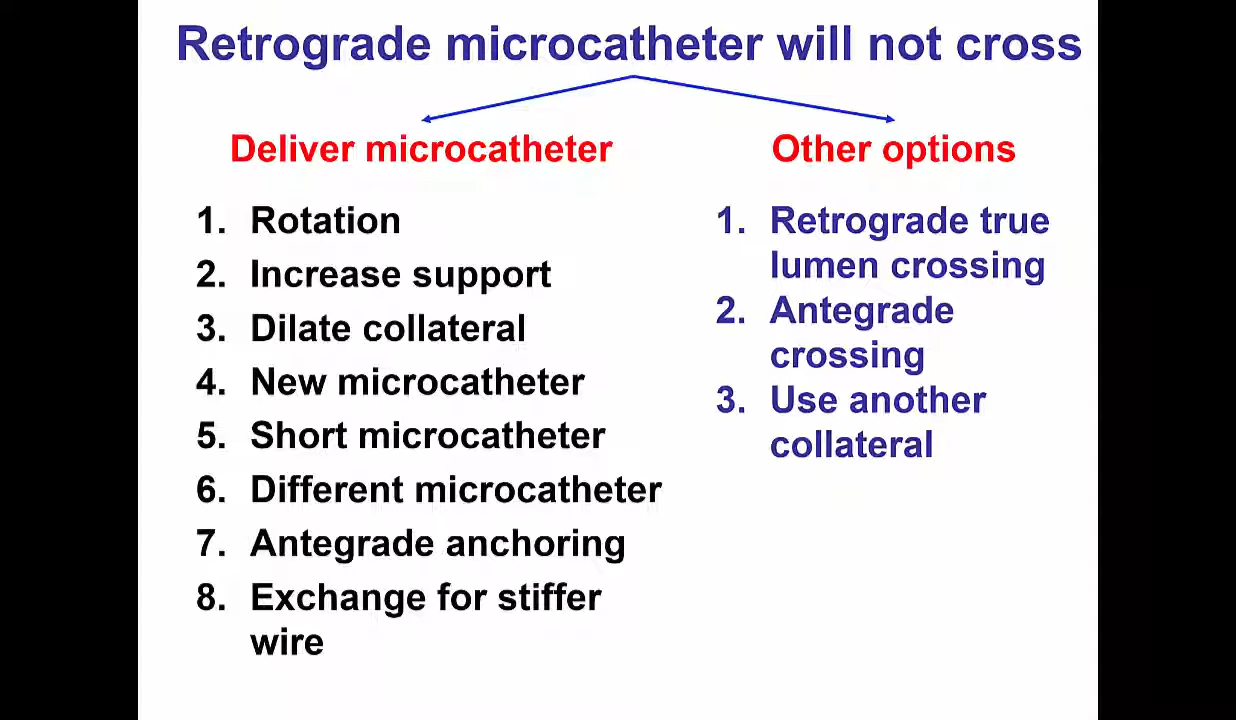 Retrograde microcatheter will not cross
Deliver microcatheter
1. Rotation
2. Increase support
3. Dilate collateral
4. New microcatheter
5. Short microcatheter
6. Different microcatheter
7. Antegrade anchoring
8. Exchange for stiffer
wire
Other options
1. Retrograde true
lumen crossing
2. Antegrade
crossing
3. Use another
collateral